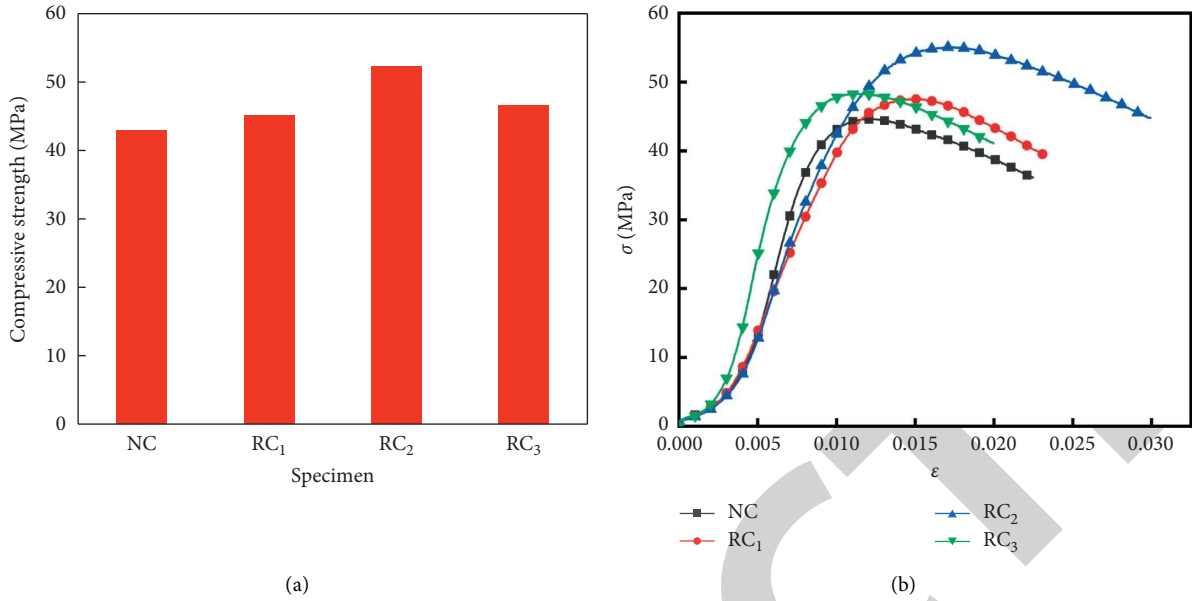 60
50
40
30
20
10
0
Compressive strength (MPa)
NC RC₁ RC₂ RC₃
Specimen
(a)
60
50
40
30
20
10
0
σ (MPa)
0.000 0.005 0.010 0.015 0.020 0.025 0.030
ε
NC RC₂
RC₁ RC₃
(b)